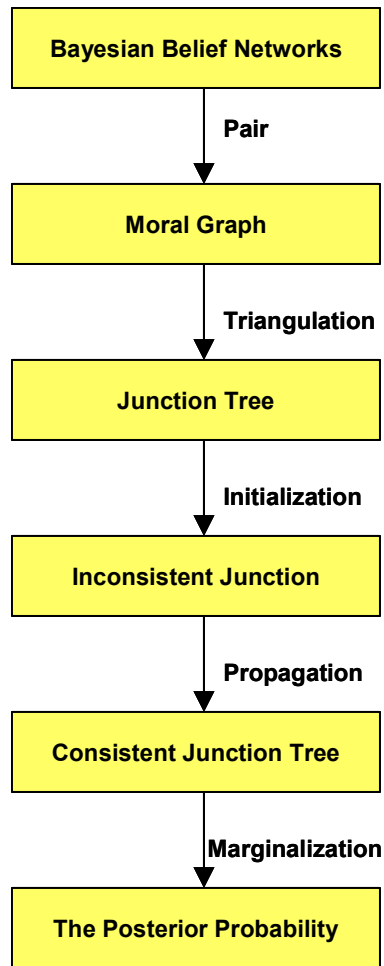 Bayesian Belief Networks
Pair
Moral Graph
Triangulation
Junction Tree
Initialization
Inconsistent Junction
Propagation
Consistent Junction Tree
Marginalization
The Posterior Probability